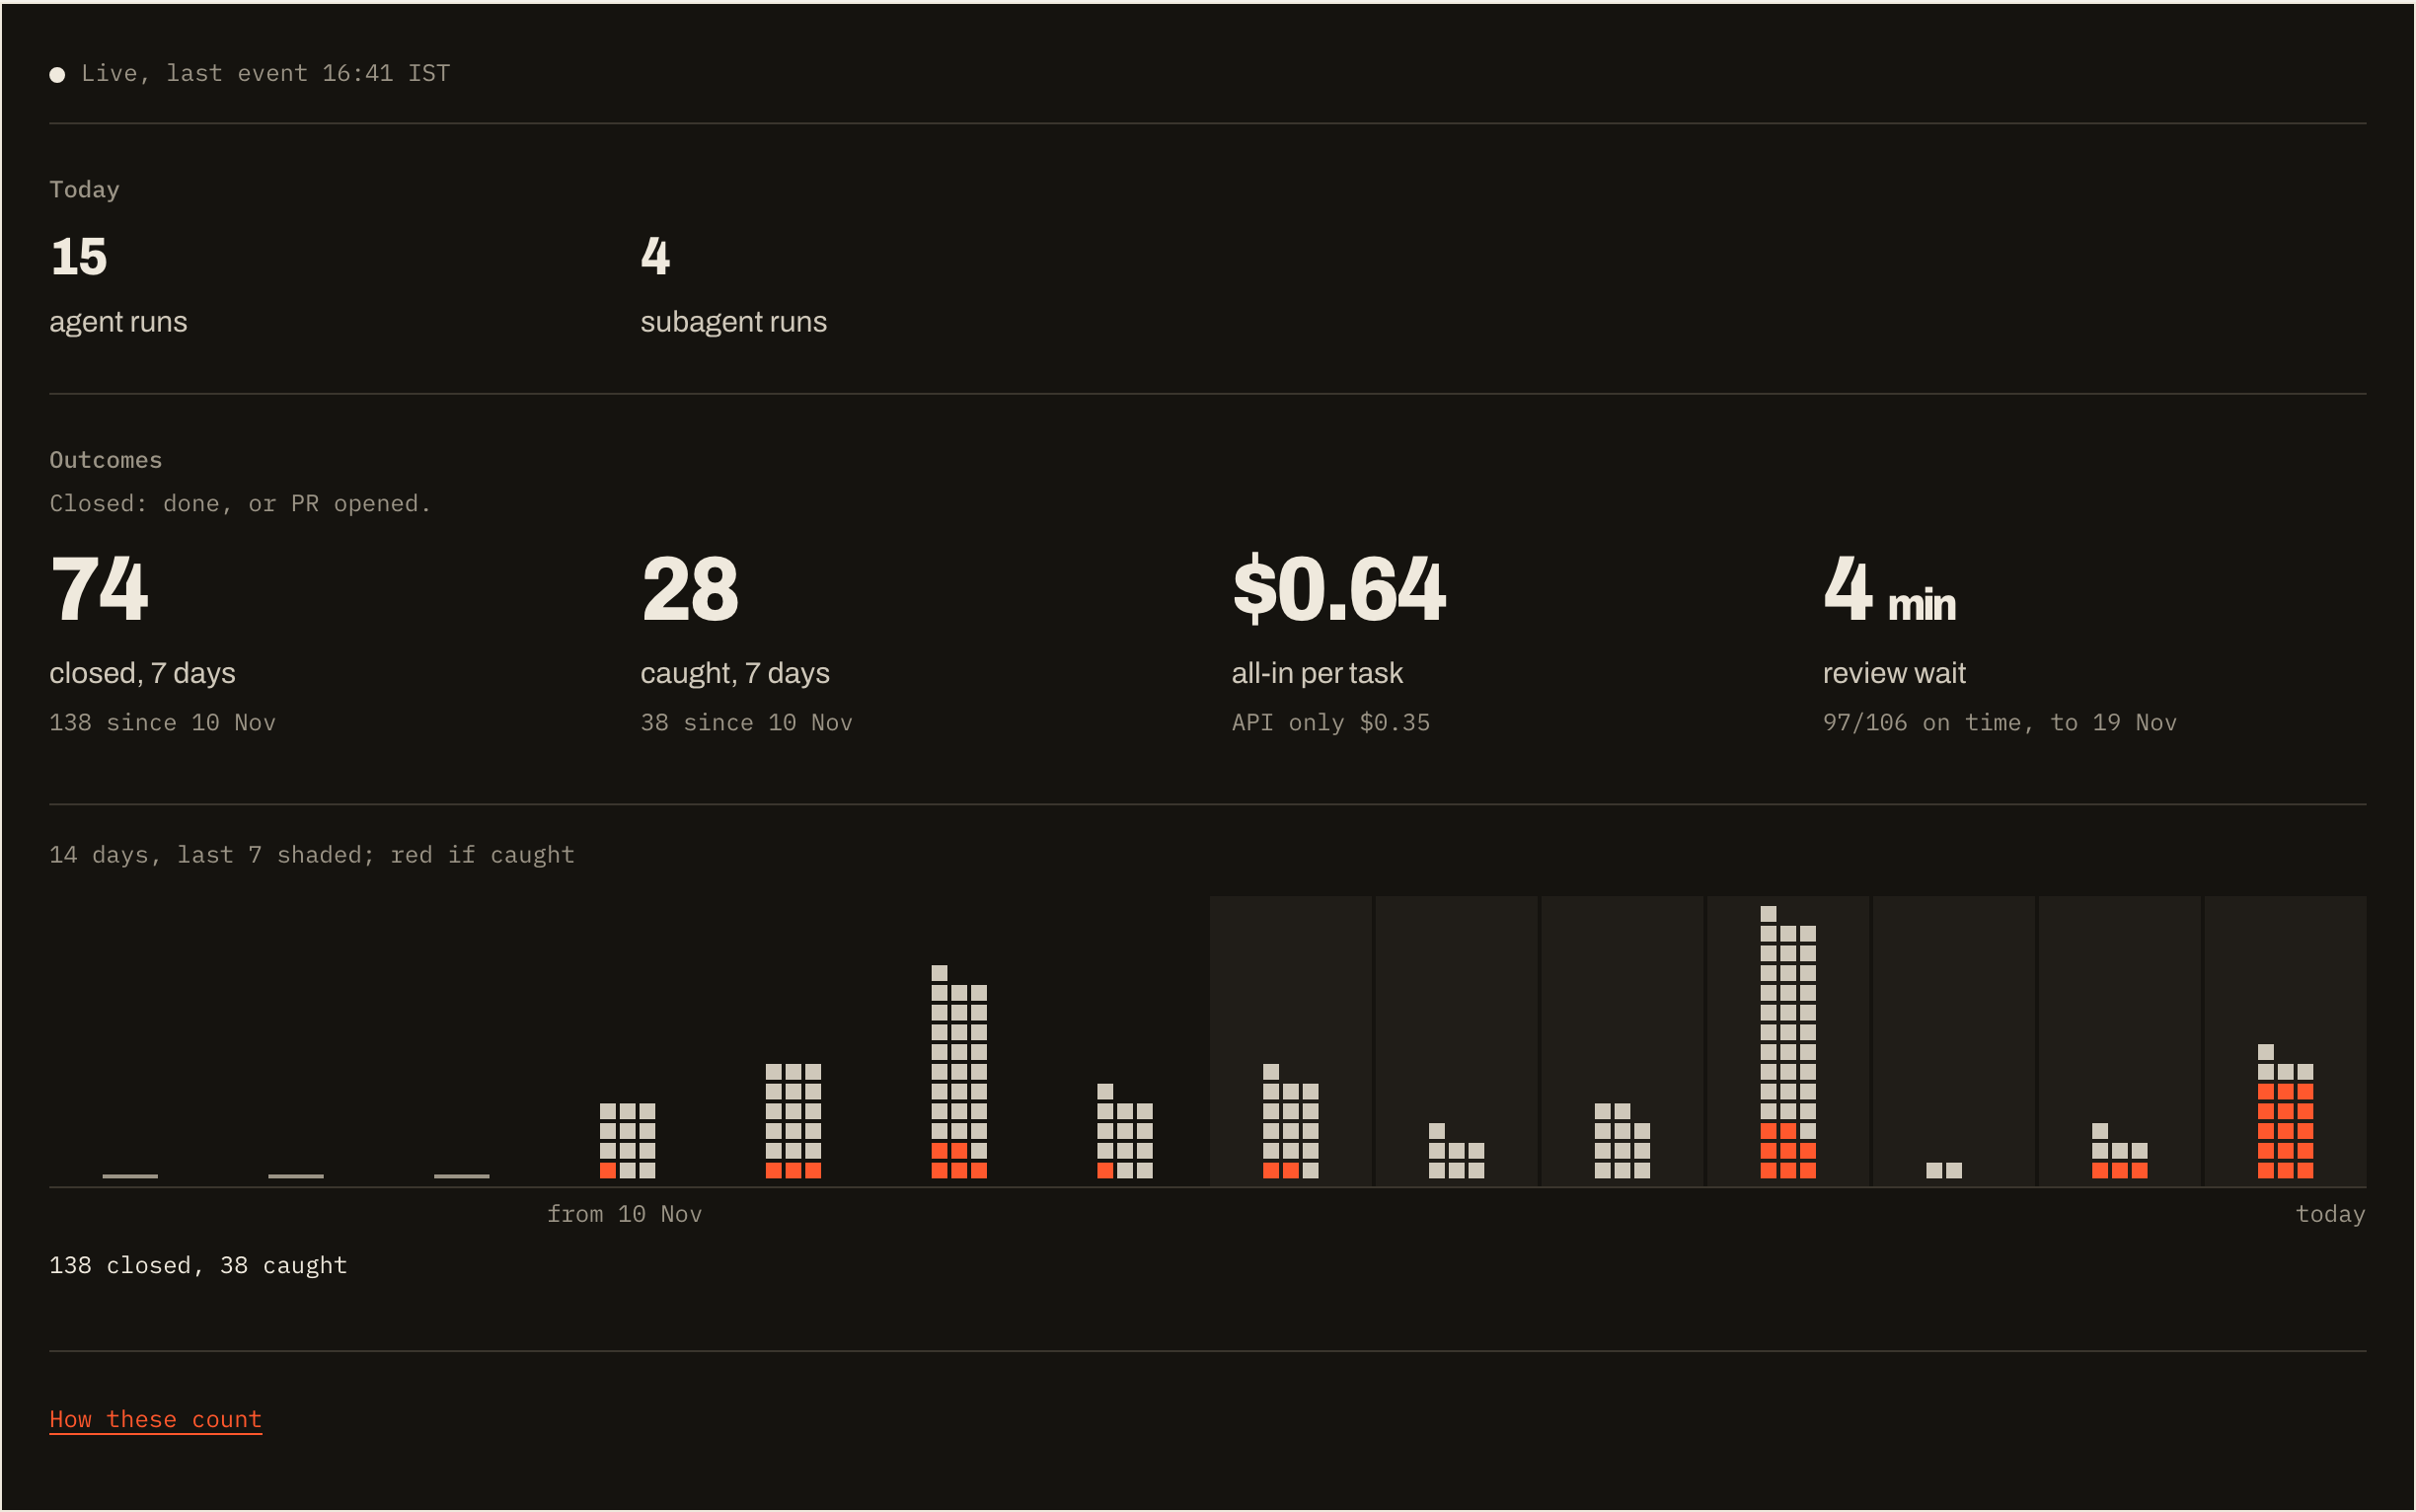 Live, last event 16:41 IST
Today
15
agent runs
4
subagent runs
Outcomes
Closed: done, or PR opened.
74
closed, 7 days
138 since 10 Nov
28
caught, 7 days
38 since 10 Nov
$0.64
all-in per task
API only $0.35
4 min
review wait
97/106 on time, to 19 Nov
14 days, last 7 shaded; red if caught
from 10 Nov
today
138 closed, 38 caught
How these count